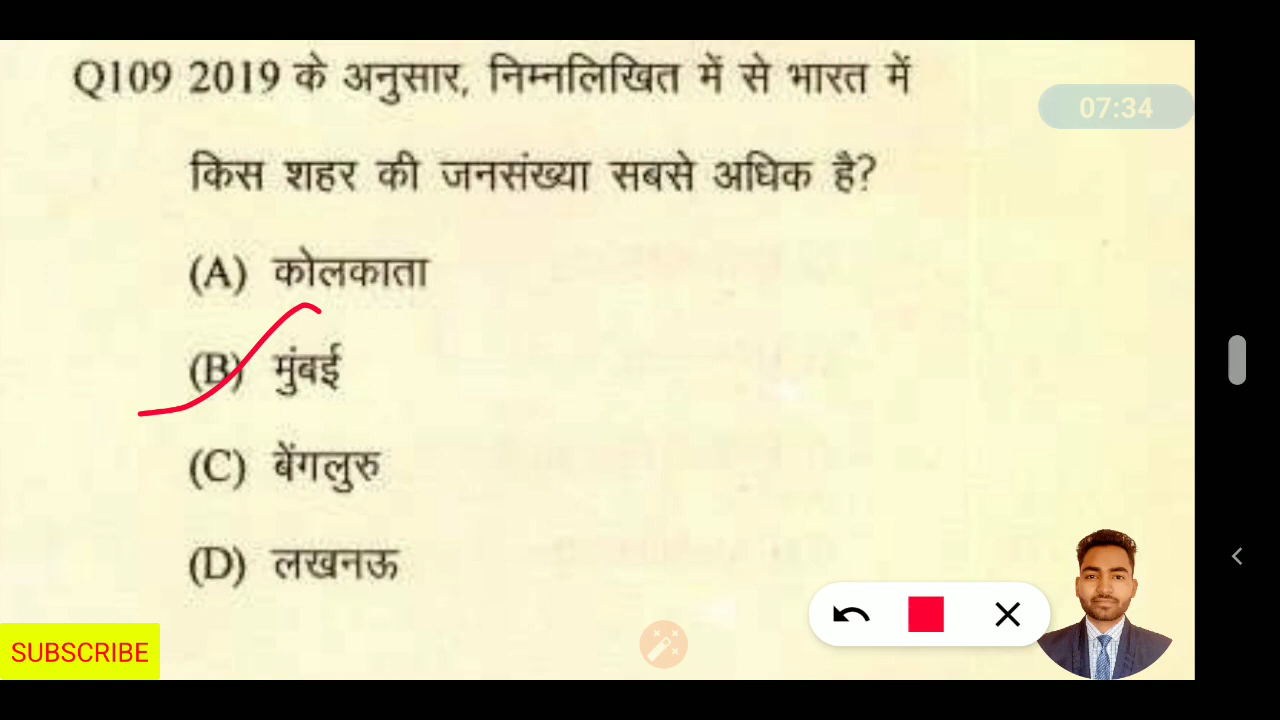 Q109 2019 के अनुसार, निम्नलिखित में से भारत में
07:34
किस शहर की जनसंख्या सबसे अधिक है?
(A) कोलकाता
(B) मुंबई
(C) बेंगलुरु
(D) लखनऊ
SUBSCRIBE